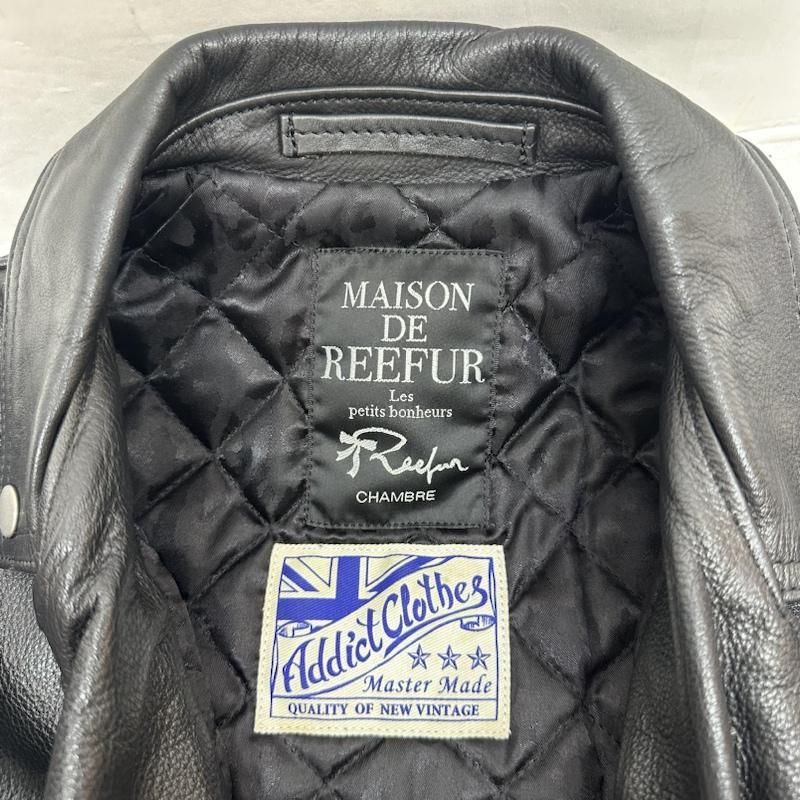 MAISON
DE
REEFUR
Les
petits bonheurs
Reefur
CHAMBRE
Addict Clothes
Master Made
QUALITY OF NEW VINTAGE